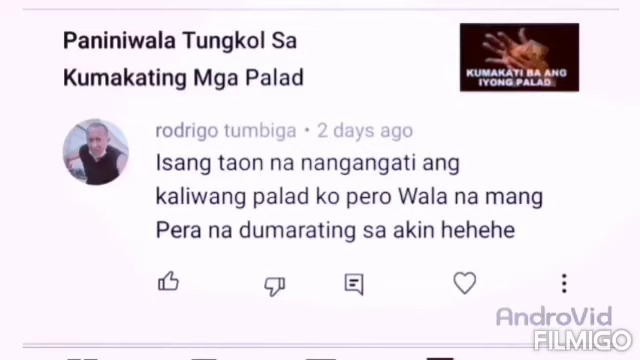 Paniniwala Tungkol Sa
Kumakating Mga Palad
KUMAKATI BA ANG
IYONG PALAD
rodrigo tumbiga • 2 days ago
Isang taon na nangangati ang
kaliwang palad ko pero Wala na mang
Pera na dumarating sa akin hehehe
AndroVid
FILMIGO